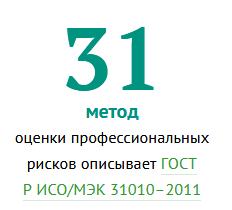 31
метод
оценки профессиональных
рисков описывает ГОСТ
Р ИСО/МЭК 31010–2011